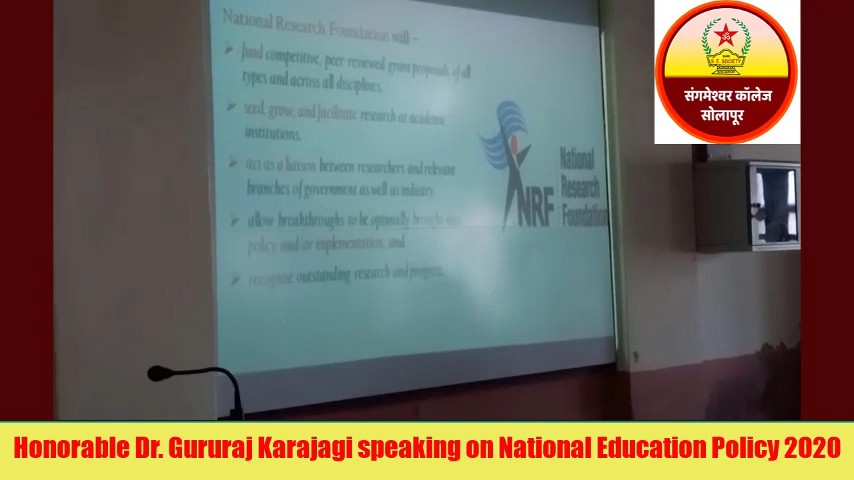 National Research Foundation will –
➢ fund competitive, peer-reviewed grant proposals of all
types and across all disciplines.
➢ seed, grow, and facilitate research at academic
institutions.
➢ act as a liaison between researchers and relevant
branches of government as well as industry.
➢ allow breakthroughs to be optimally brought into
policy and/or implementation, and
➢ recognise outstanding research and progress.
NRF
National
Research
Foundation
S. E. SOCIETY
संगमेश्वर कॉलेज
सोलापूर
Honorable Dr. Gururaj Karajagi speaking on National Education Policy 2020